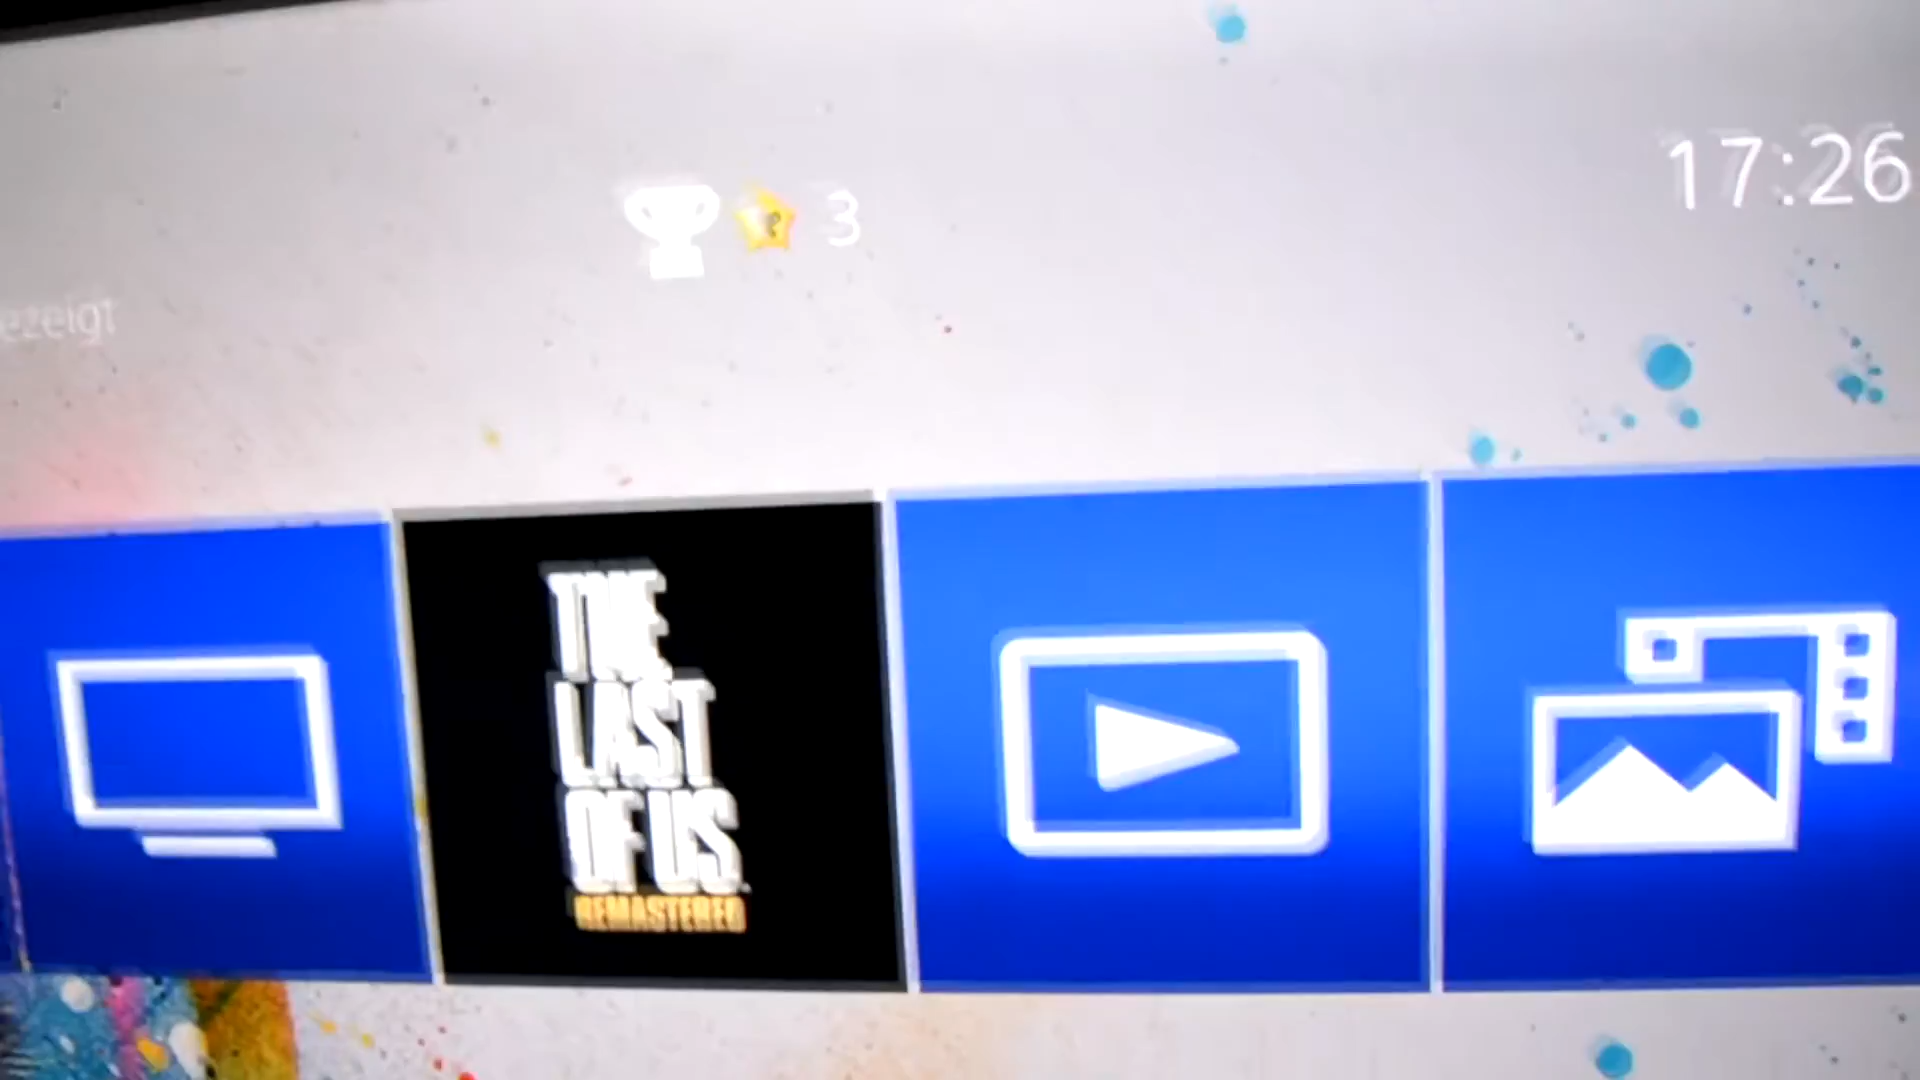 17:26
3
ezeigt
THE
LAST
OF US
REMASTERED